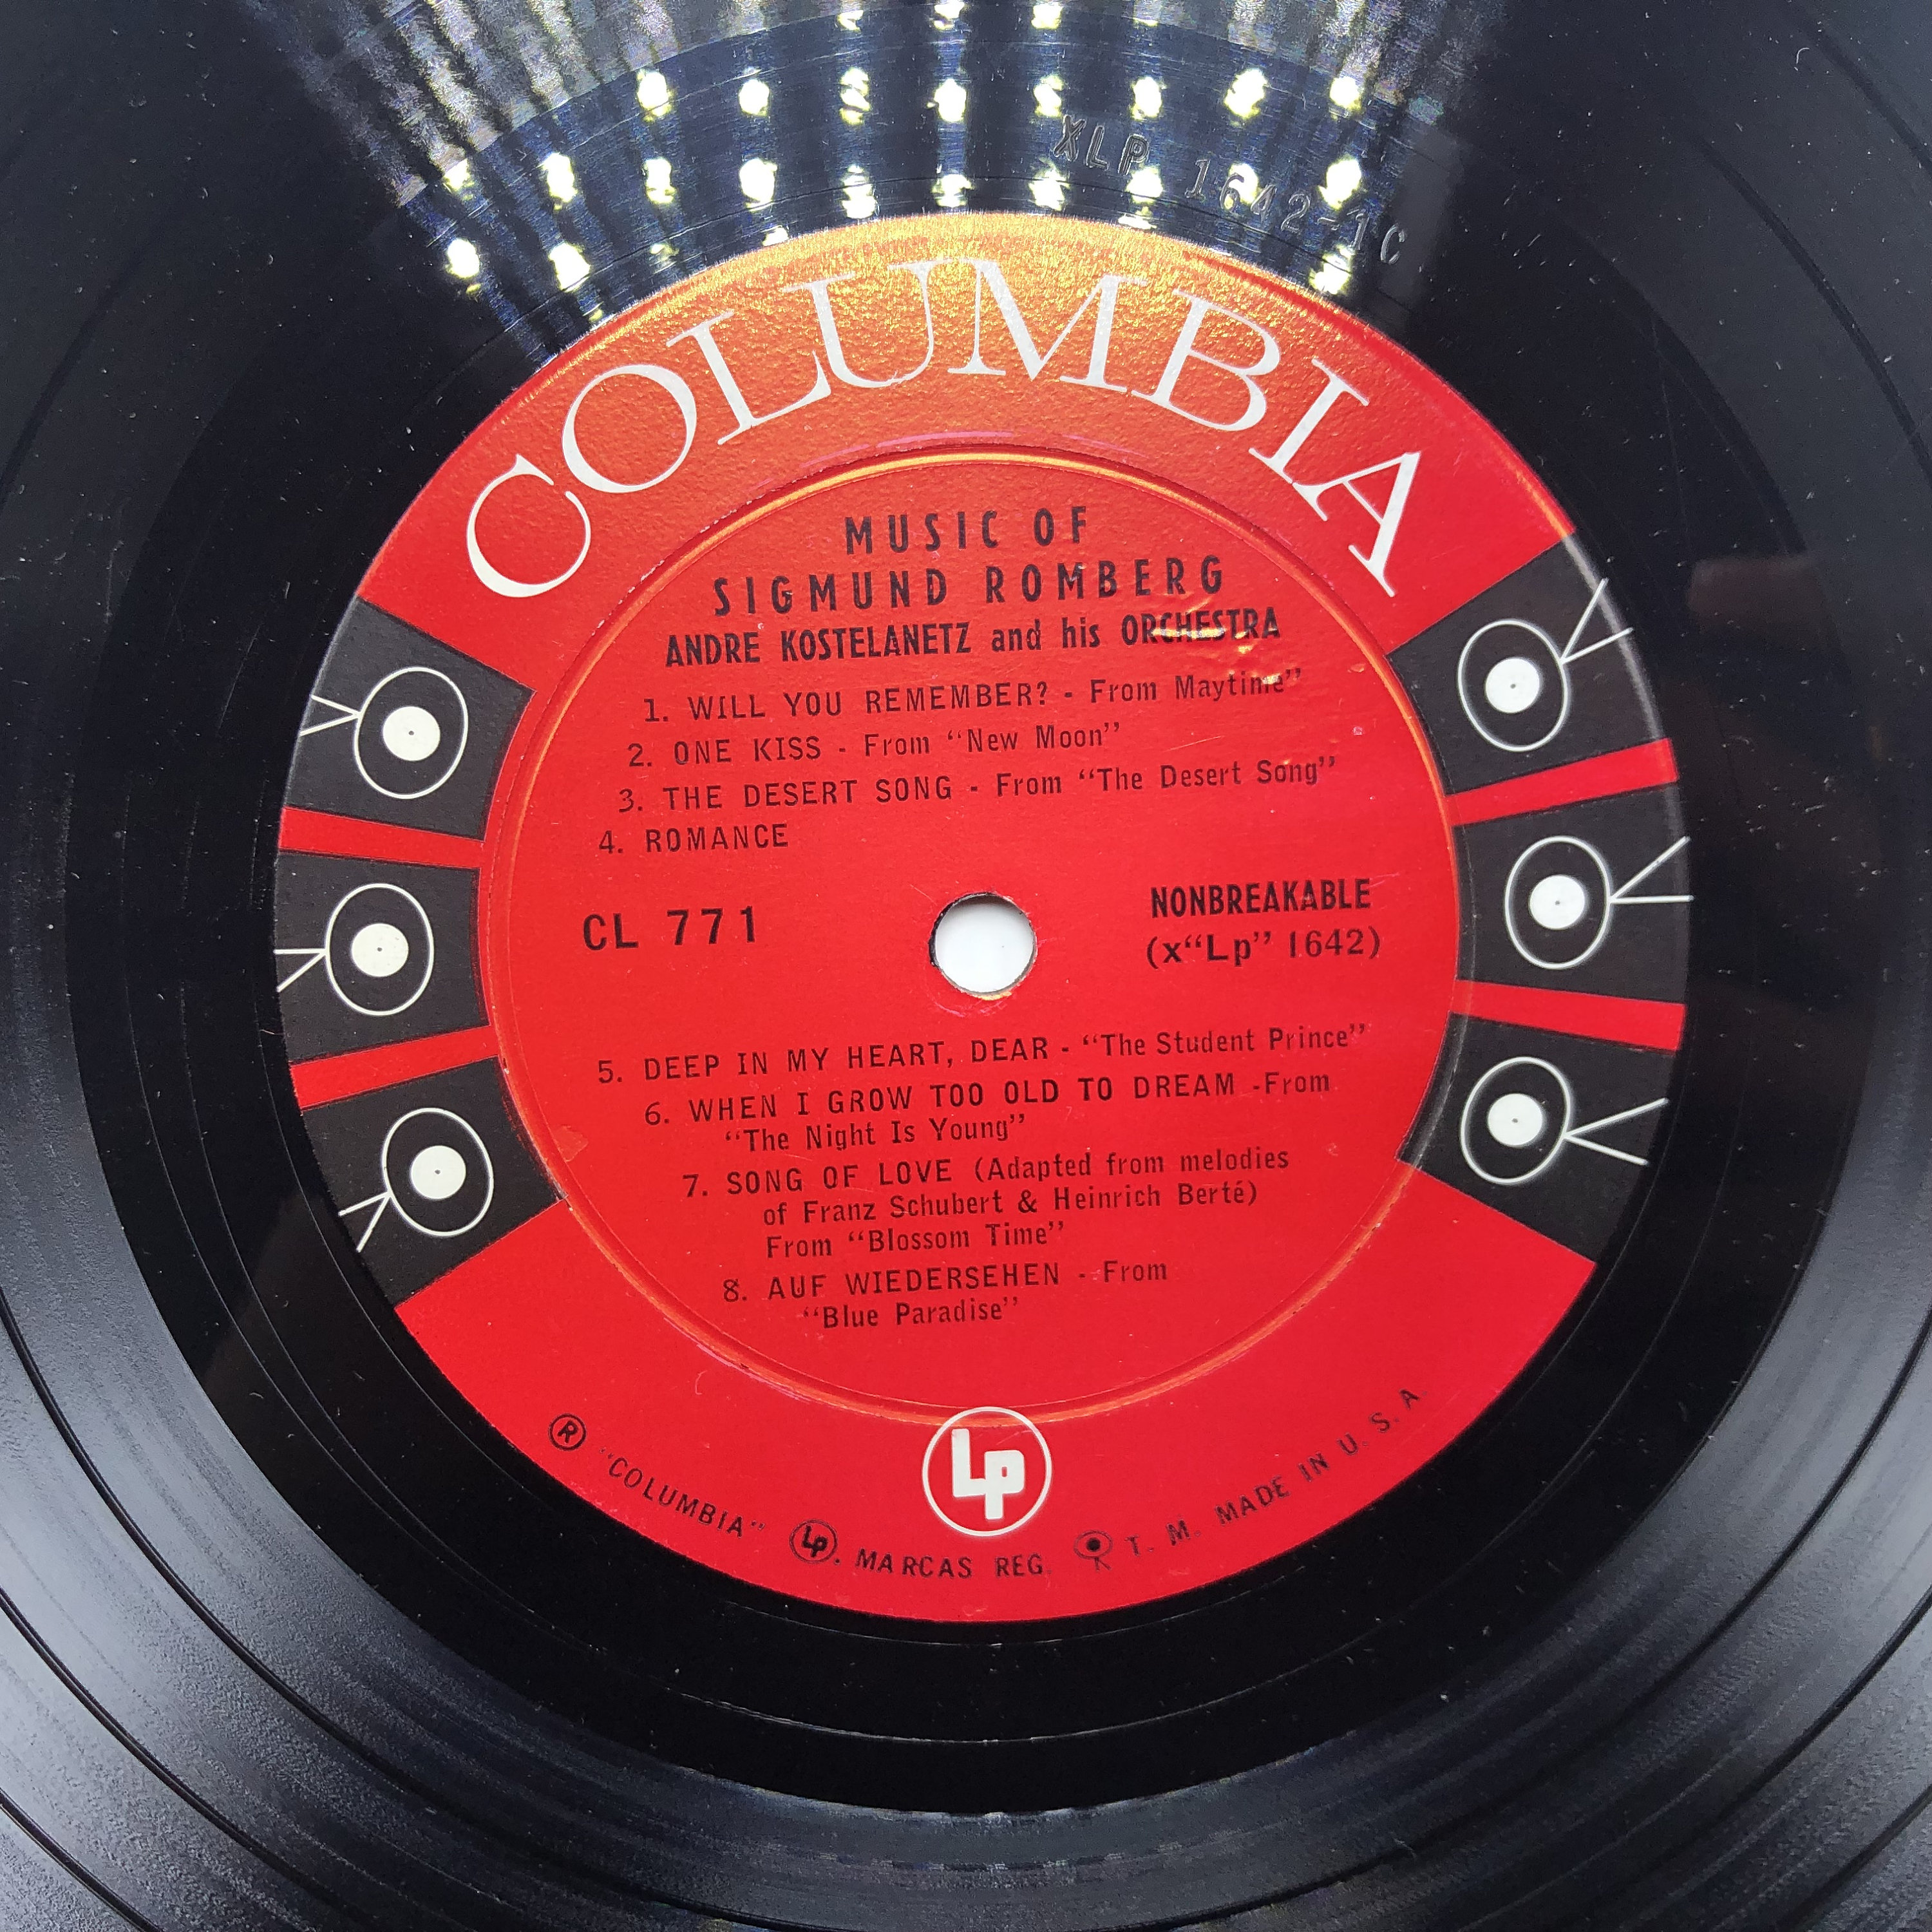 XLP 1642-1C
COLUMBIA
MUSIC OF
SIGMUND ROMBERG
ANDRE KOSTELANETZ and his ORCHESTRA
1. WILL YOU REMEMBER? - From Maytime”
2. ONE KISS - From “New Moon”
3. THE DESERT SONG - From “The Desert Song”
4. ROMANCE
CL 771
NONBREAKABLE
(x“Lp” 1642)
5. DEEP IN MY HEART, DEAR - “The Student Prince”
6. WHEN I GROW TOO OLD TO DREAM -From
“The Night Is Young”
7. SONG OF LOVE (Adapted from melodies
of Franz Schubert & Heinrich Berté)
From “Blossom Time”
8. AUF WIEDERSEHEN - From
“Blue Paradise”
LP
® “COLUMBIA” LP. MARCAS REG. T. M. MADE IN U. S. A